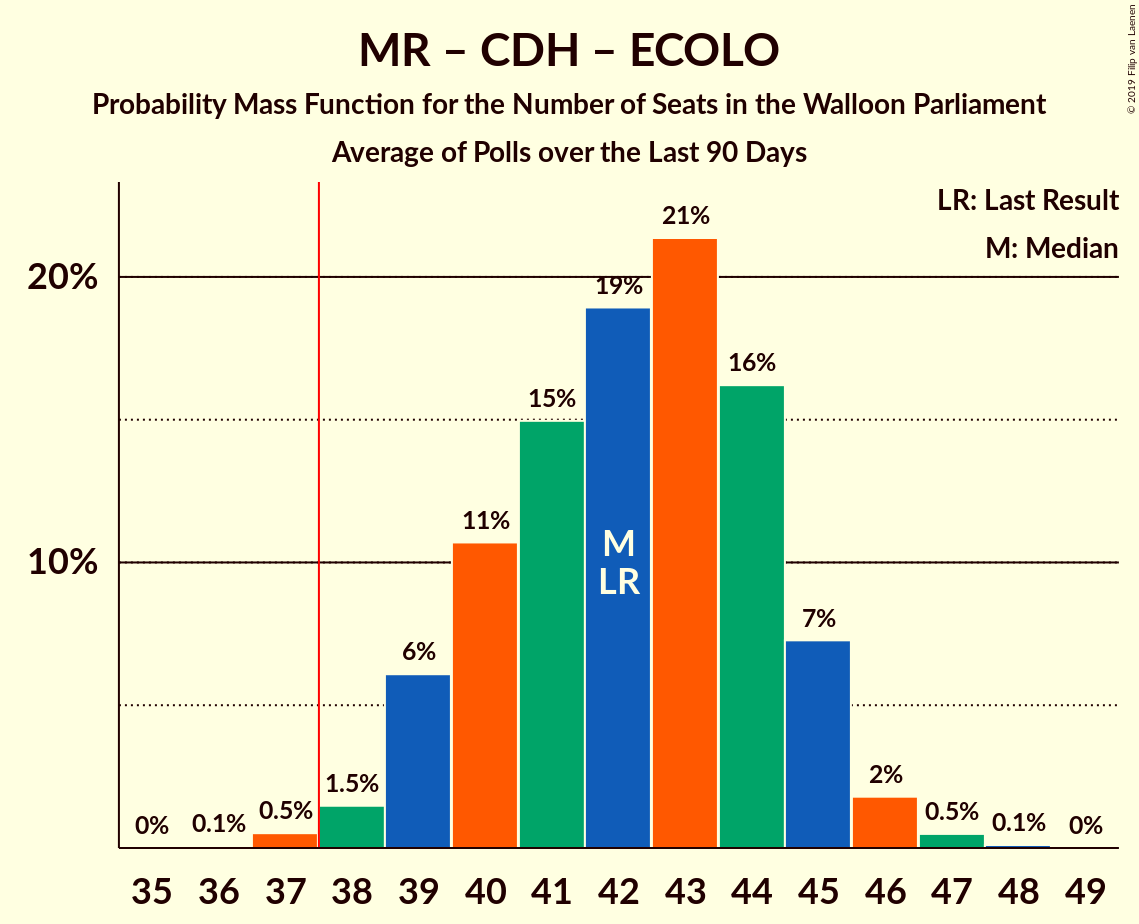 MR – CDH – ECOLO
Probability Mass Function for the Number of Seats in the Walloon Parliament
Average of Polls over the Last 90 Days
© 2019 Filip van Laenen
LR: Last Result
M: Median
20%
10%
0%
0.1%
0.5%
1.5%
6%
11%
15%
19%
21%
16%
7%
2%
0.5%
0.1%
0%
M
LR
35 36 37 38 39 40 41 42 43 44 45 46 47 48 49